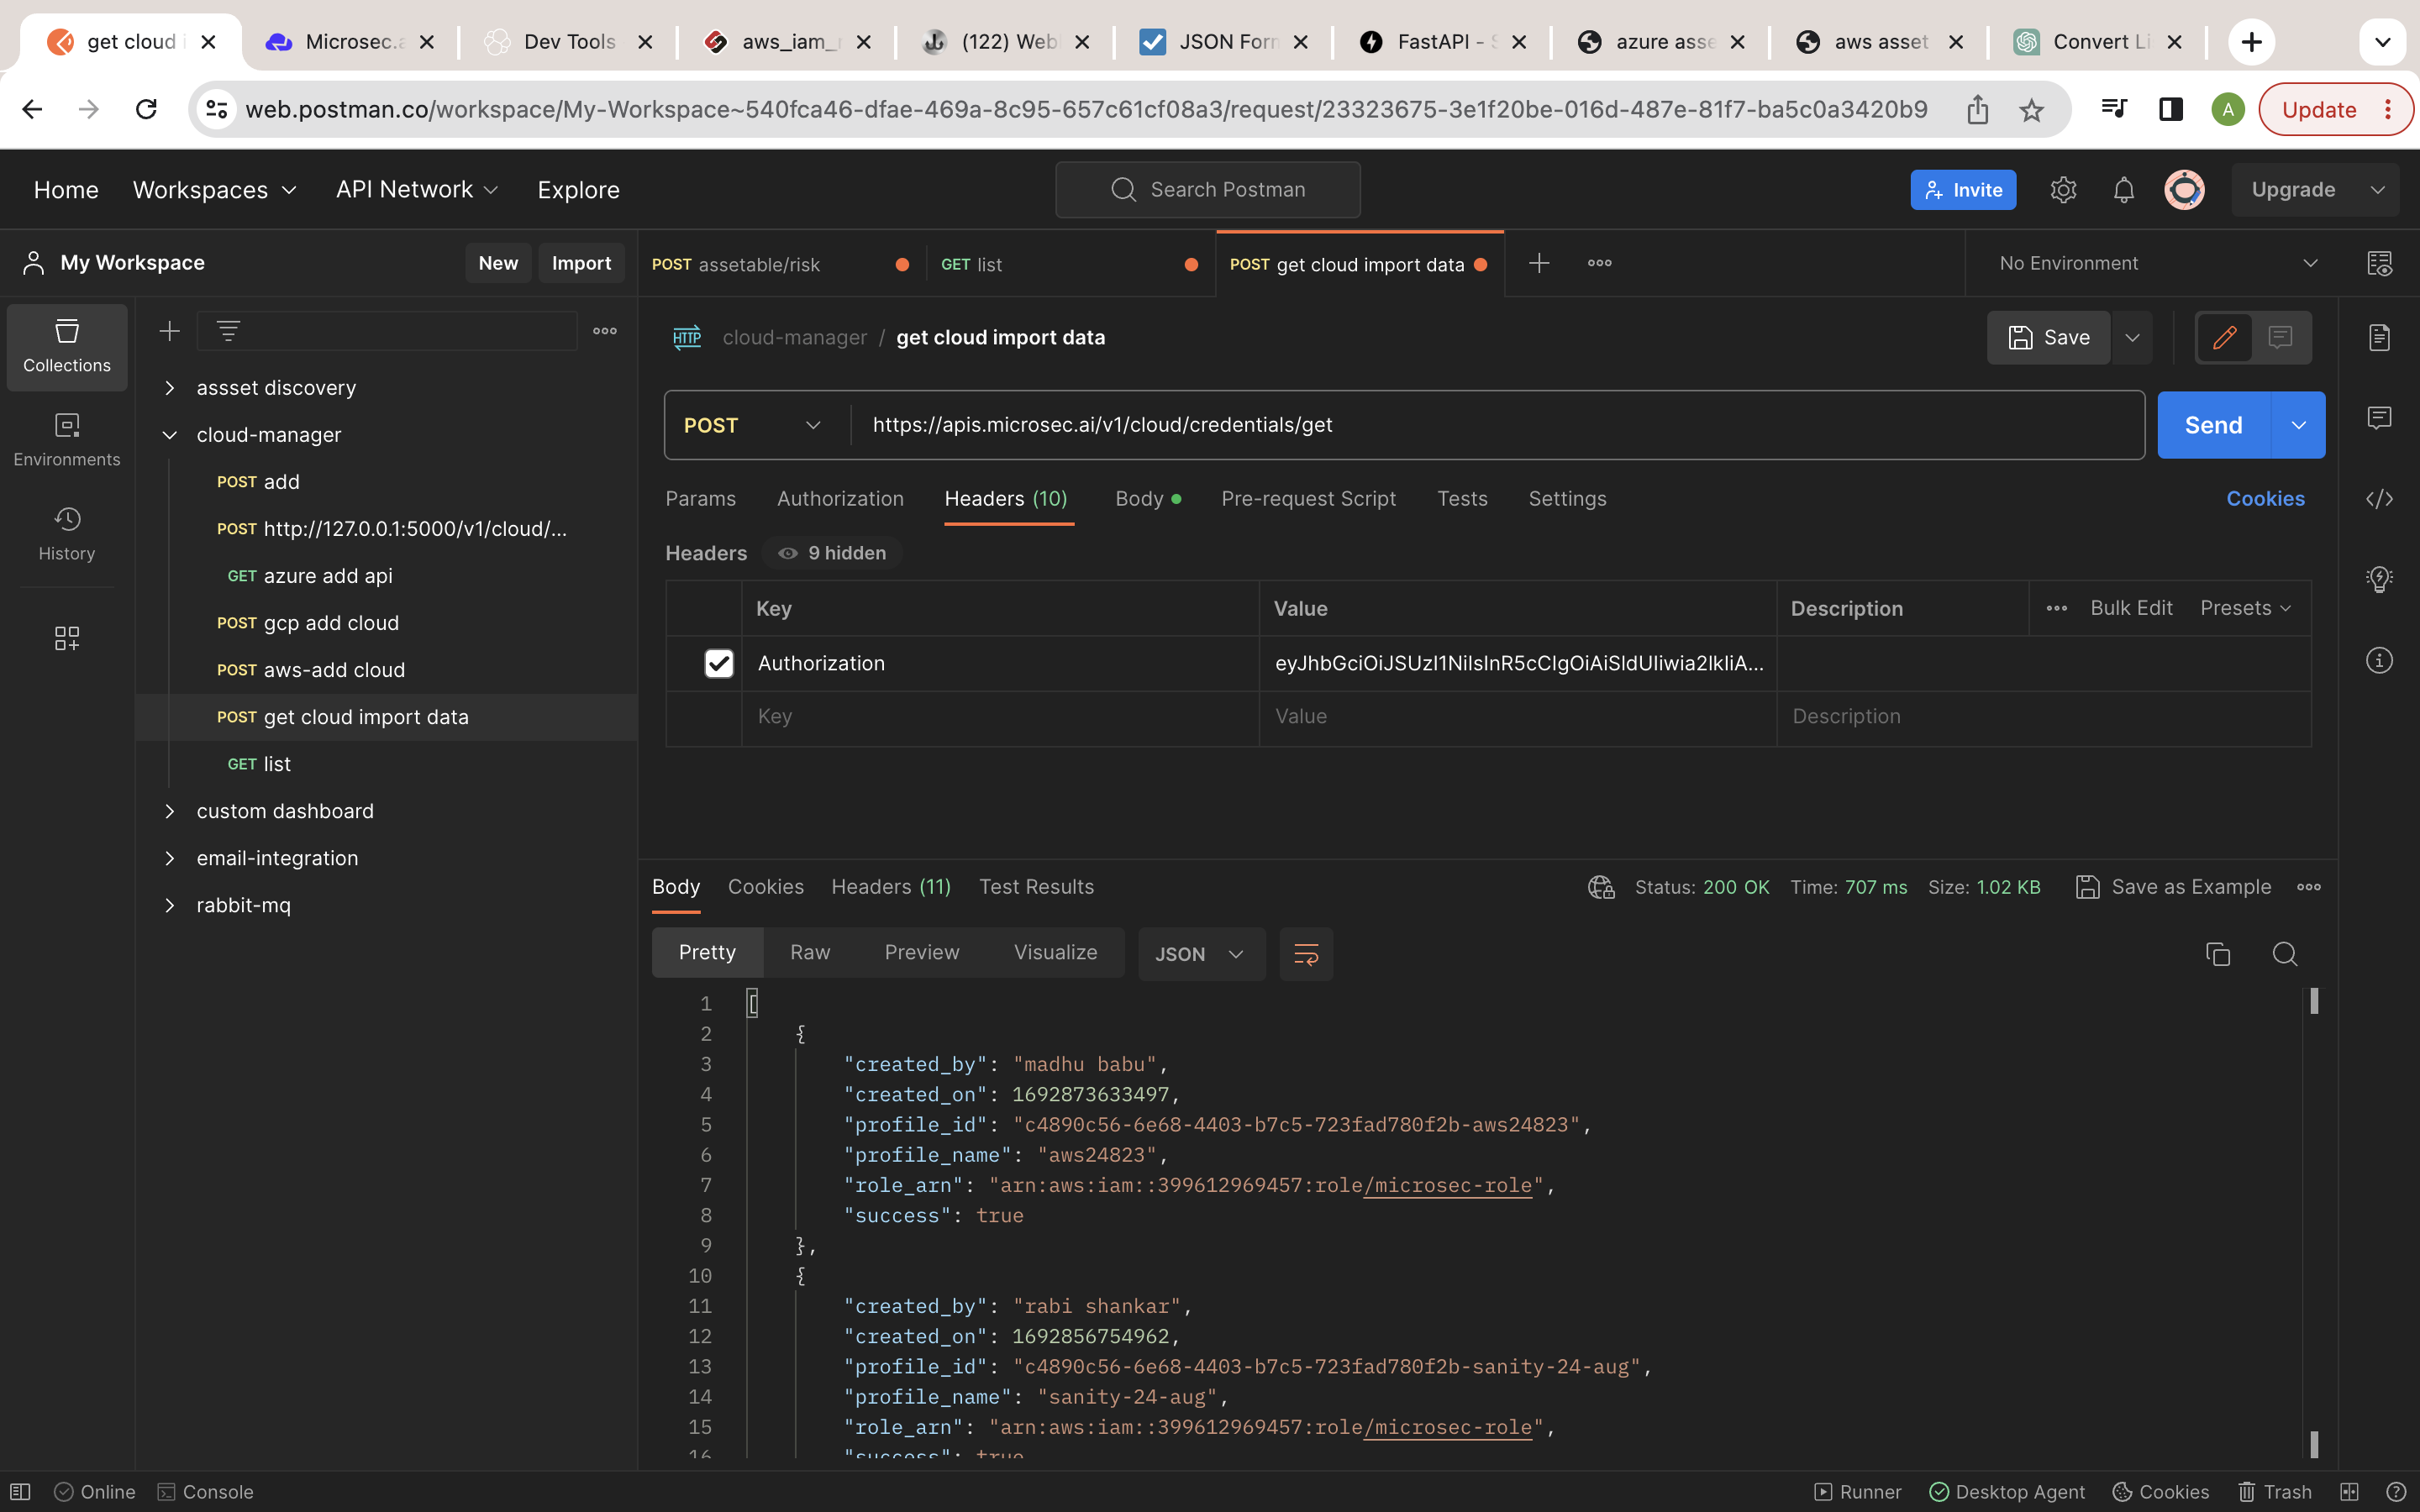 get cloud i
Microsec.a
Dev Tools
aws_iam_r
(122) Web
JSON Form
FastAPI - S
azure asse
aws asset
Convert Li
web.postman.co/workspace/My-Workspace~540fca46-dfae-469a-8c95-657c61cf08a3/request/23323675-3e1f20be-016d-487e-81f7-ba5c0a3420b9
A
Update
Home
Workspaces
API Network
Explore
Search Postman
Invite
Upgrade
My Workspace
New
Import
POST assetable/risk
GET list
POST get cloud import data
No Environment
Collections
Environments
History
assset discovery
cloud-manager
POST add
POST http://127.0.0.1:5000/v1/cloud/...
GET azure add api
POST gcp add cloud
POST aws-add cloud
POST get cloud import data
GET list
custom dashboard
email-integration
rabbit-mq
HTTP cloud-manager / get cloud import data
Save
POST
https://apis.microsec.ai/v1/cloud/credentials/get
Send
Params
Authorization
Headers (10)
Body
Pre-request Script
Tests
Settings
Cookies
Headers
9 hidden
Key
Value
Description
Bulk Edit
Presets
Authorization
eyJhbGciOiJSUzI1NiIsInR5cCIgOiAiSldUIiwia2lkIiA...
Key
Value
Description
Body
Cookies
Headers (11)
Test Results
Status: 200 OK
Time: 707 ms
Size: 1.02 KB
Save as Example
Pretty
Raw
Preview
Visualize
JSON
1 [
2 {
3 "created_by": "madhu babu",
4 "created_on": 1692873633497,
5 "profile_id": "c4890c56-6e68-4403-b7c5-723fad780f2b-aws24823",
6 "profile_name": "aws24823",
7 "role_arn": "arn:aws:iam::399612969457:role/microsec-role",
8 "success": true
9 },
10 {
11 "created_by": "rabi shankar",
12 "created_on": 1692856754962,
13 "profile_id": "c4890c56-6e68-4403-b7c5-723fad780f2b-sanity-24-aug",
14 "profile_name": "sanity-24-aug",
15 "role_arn": "arn:aws:iam::399612969457:role/microsec-role",
16 "success": true
Online
Console
Runner
Desktop Agent
Cookies
Trash